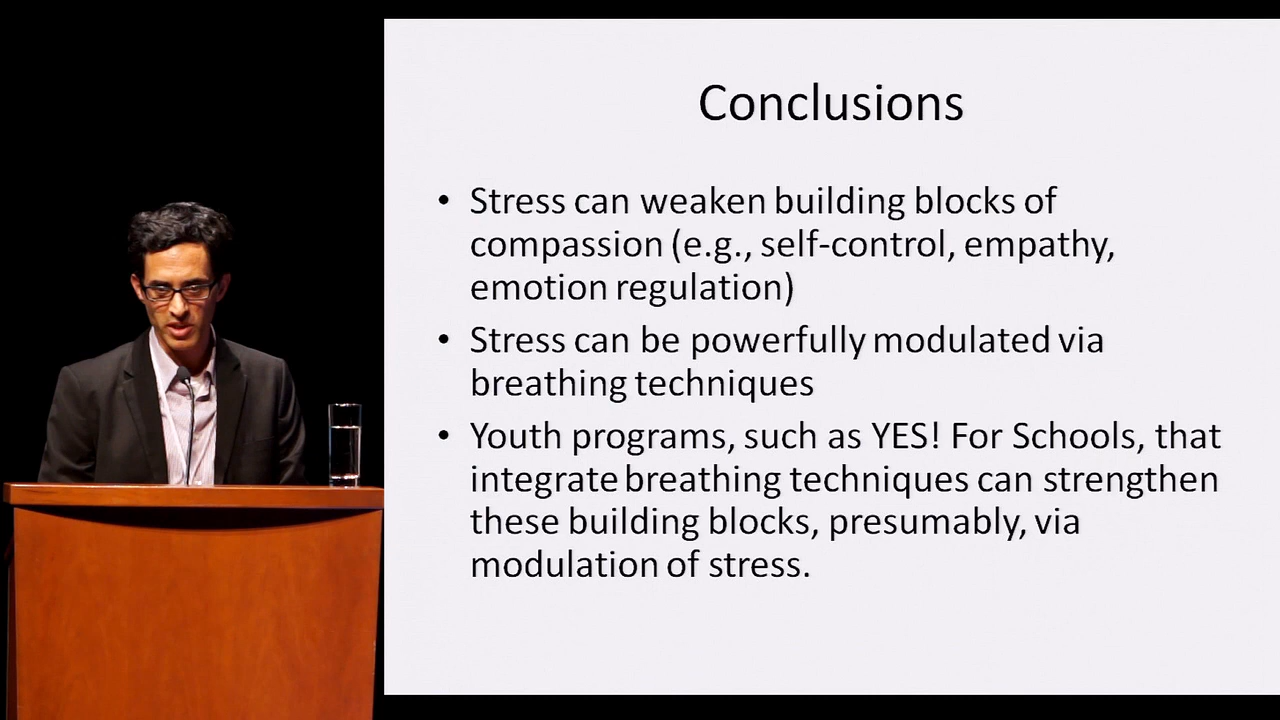 Conclusions
• Stress can weaken building blocks of
compassion (e.g., self-control, empathy,
emotion regulation)
• Stress can be powerfully modulated via
breathing techniques
• Youth programs, such as YES! For Schools, that
integrate breathing techniques can strengthen
these building blocks, presumably, via
modulation of stress.